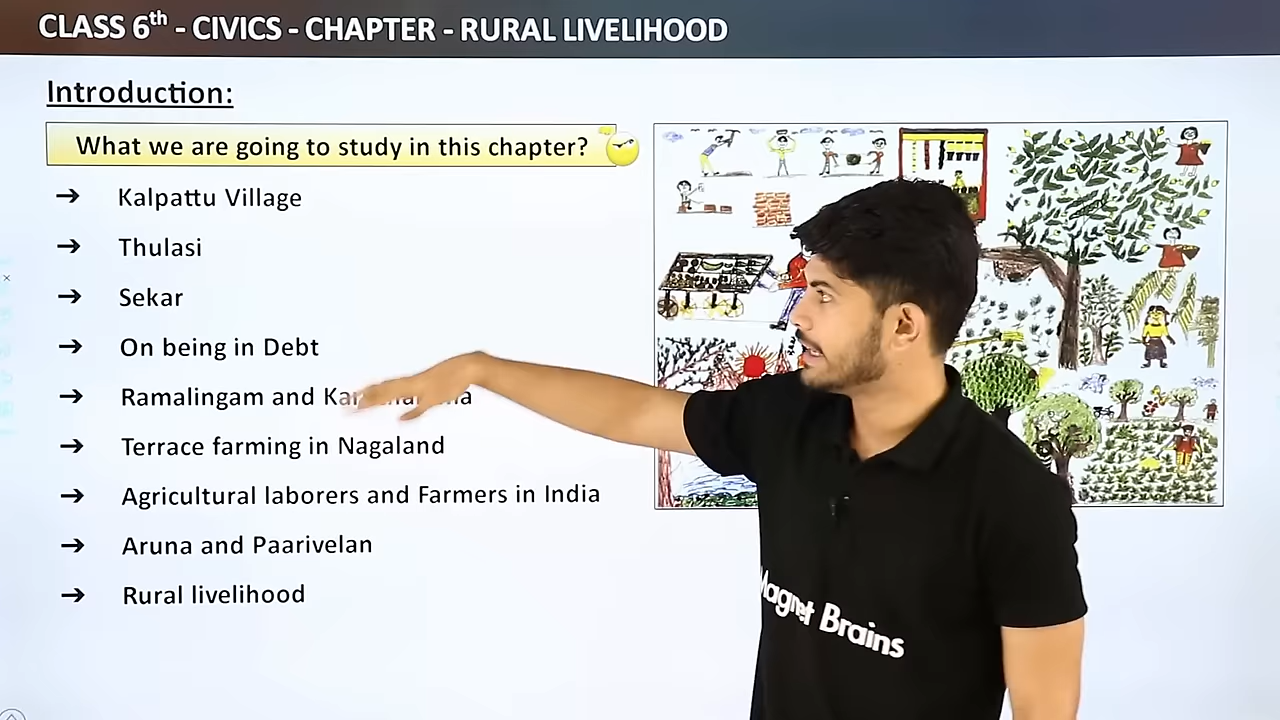 CLASS 6th - CIVICS - CHAPTER - RURAL LIVELIHOOD
Introduction:
What we are going to study in this chapter?
➔ Kalpattu Village
➔ Thulasi
➔ Sekar
➔ On being in Debt
➔ Ramalingam and
➔ Terrace farming in Nagaland
➔ Agricultural laborers and Farmers in India
➔ Aruna and Paarivelan
➔ Rural livelihood
Magnet Brains